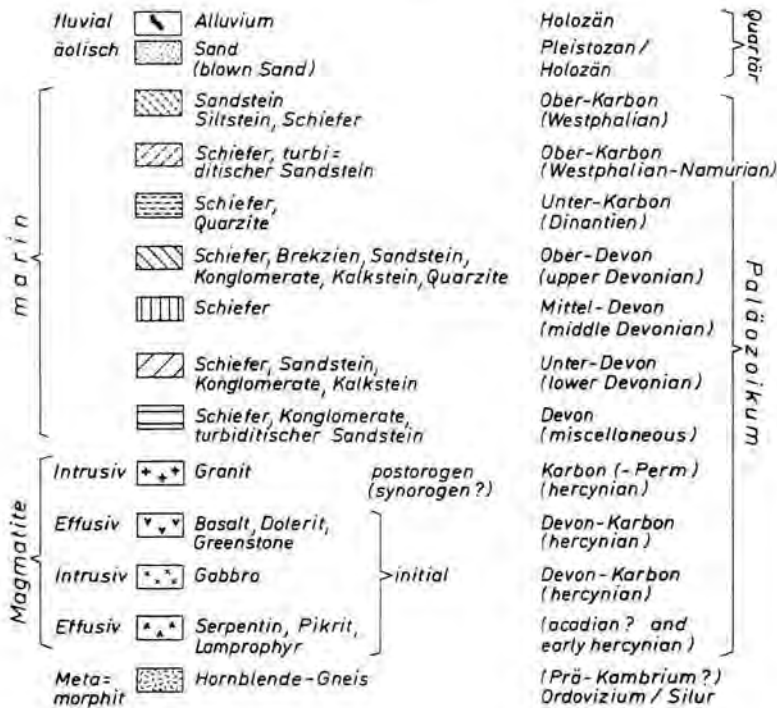 fluvial Alluvium Holozän
äolisch Sand Pleistozan/
(blown Sand) Holozän
Quartär
Sandstein Ober-Karbon
Siltstein, Schiefer (Westphalian)
Schiefer, turbi= Ober-Karbon
ditischer Sandstein (Westphalian-Namurian)
Schiefer, Unter-Karbon
Quarzite (Dinantien)
Schiefer, Brekzien, Sandstein, Ober-Devon
Konglomerate, Kalkstein, Quarzite (upper Devonian)
Schiefer Mittel-Devon
(middle Devonian)
Schiefer, Sandstein, Unter-Devon
Konglomerate, Kalkstein (lower Devonian)
Schiefer, Konglomerate, Devon
turbiditischer Sandstein (miscellaneous)
marin
Paläozoikum
Intrusiv Granit postorogen Karbon (-Perm)
(synorogen?) (hercynian)
Effusiv Basalt, Dolerit, Devon-Karbon
Greenstone (hercynian)
Intrusiv Gabbro initial Devon-Karbon
(hercynian)
Effusiv Serpentin, Pikrit, (acadian? and
Lamprophyr early hercynian)
Magmatite
Meta= Hornblende-Gneis (Prä-Kambrium?)
morphit Ordovizium / Silur